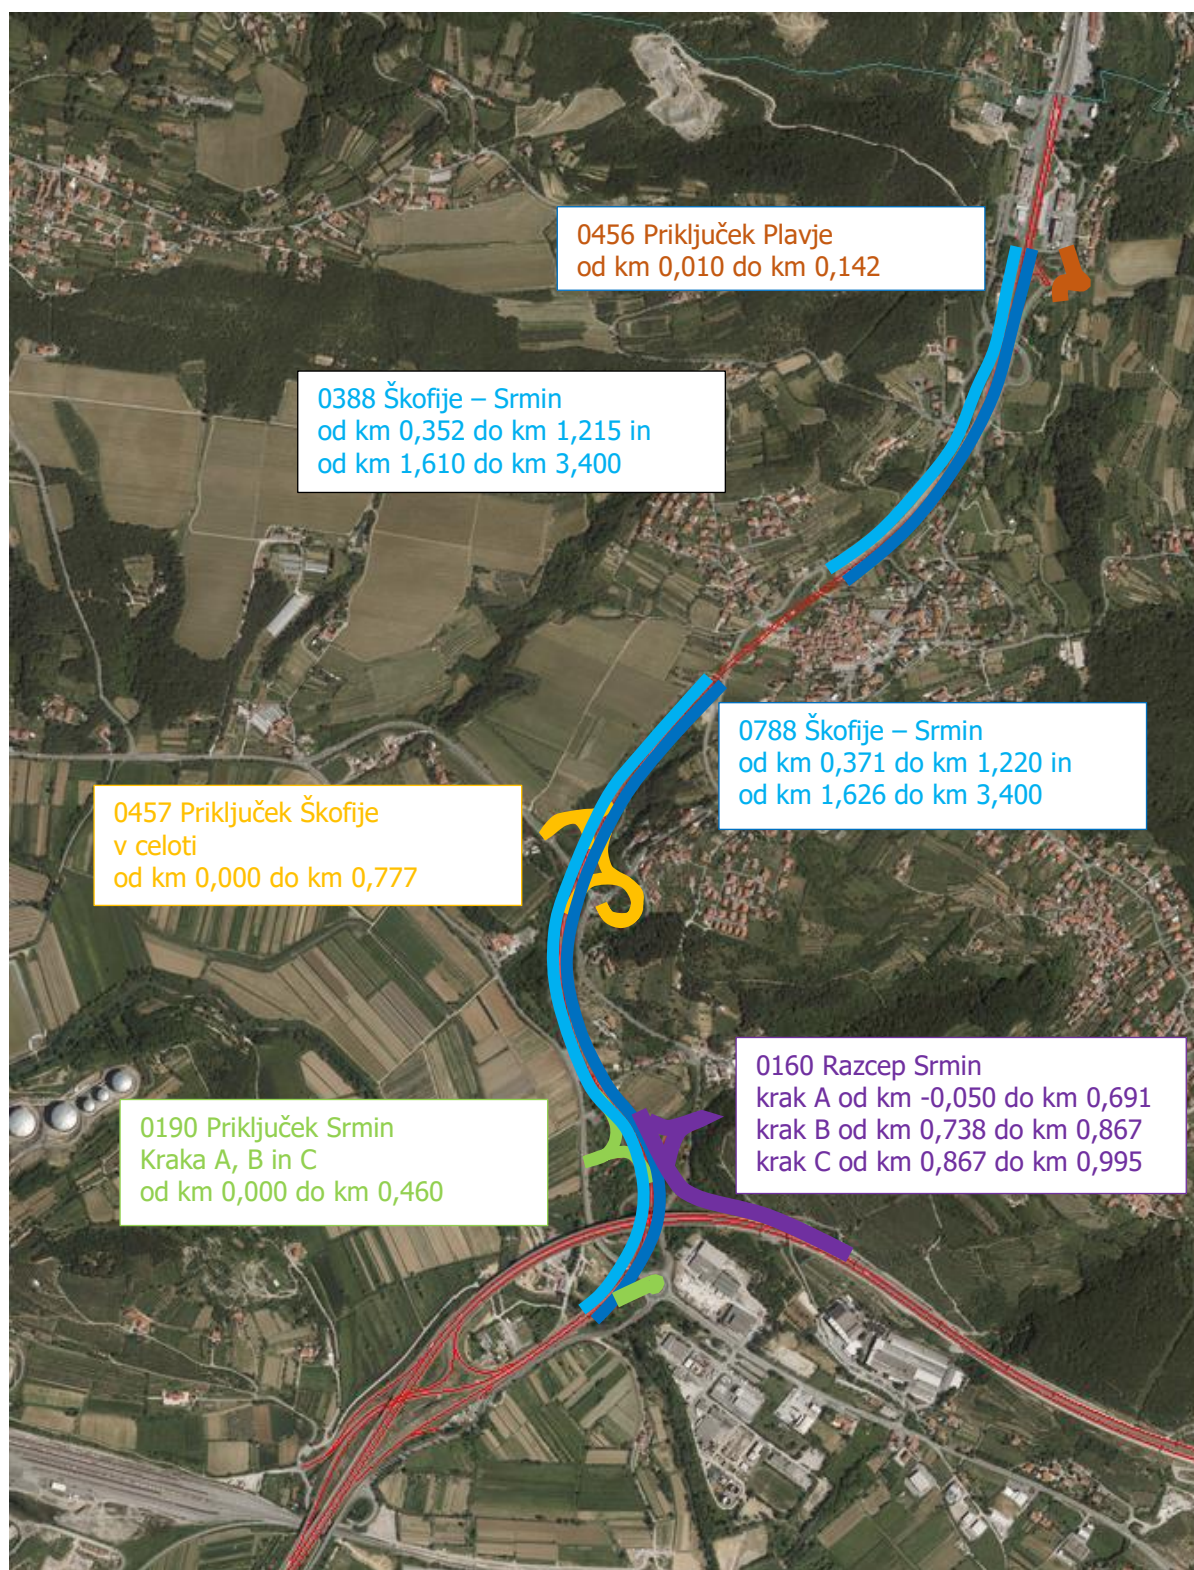 0456 Priključek Plavje
od km 0,010 do km 0,142
0388 Škofije – Srmin
od km 0,352 do km 1,215 in
od km 1,610 do km 3,400
0788 Škofije – Srmin
od km 0,371 do km 1,220 in
od km 1,626 do km 3,400
0457 Priključek Škofije
v celoti
od km 0,000 do km 0,777
0160 Razcep Srmin
krak A od km -0,050 do km 0,691
krak B od km 0,738 do km 0,867
krak C od km 0,867 do km 0,995
0190 Priključek Srmin
Kraka A, B in C
od km 0,000 do km 0,460